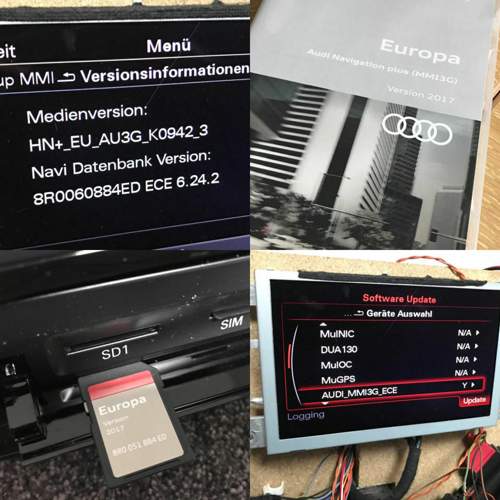 eit
Menü
up MMI
Versionsinformationen
Medienversion:
HN+_EU_AU3G_K0942_3
Navi Datenbank Version:
8R0060884ED ECE 6.24.2
Europa
Audi Navigation plus (MMI3G)
Version 2017
SD1
SIM
Europa
Version
2017
8R0 051 884 ED
Software Update
... Geräte Auswahl
MuINIC N/A
DUA130 N/A
MuIOC N/A
MuGPS N/A
AUDI_MMI3G_ECE Y
Update
Logging